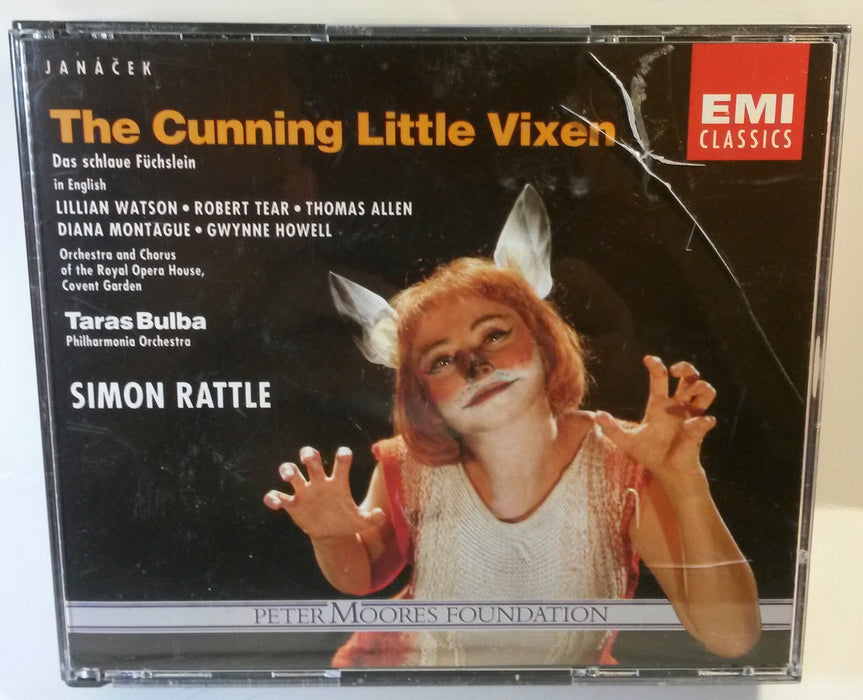 JANÁČEK
The Cunning Little Vixen
Das schlaue Füchslein
in English
LILLIAN WATSON • ROBERT TEAR • THOMAS ALLEN
DIANA MONTAGUE • GWYNNE HOWELL
Orchestra and Chorus
of the Royal Opera House,
Covent Garden
Taras Bulba
Philharmonia Orchestra
SIMON RATTLE
EMI
CLASSICS
PETER MOORES FOUNDATION